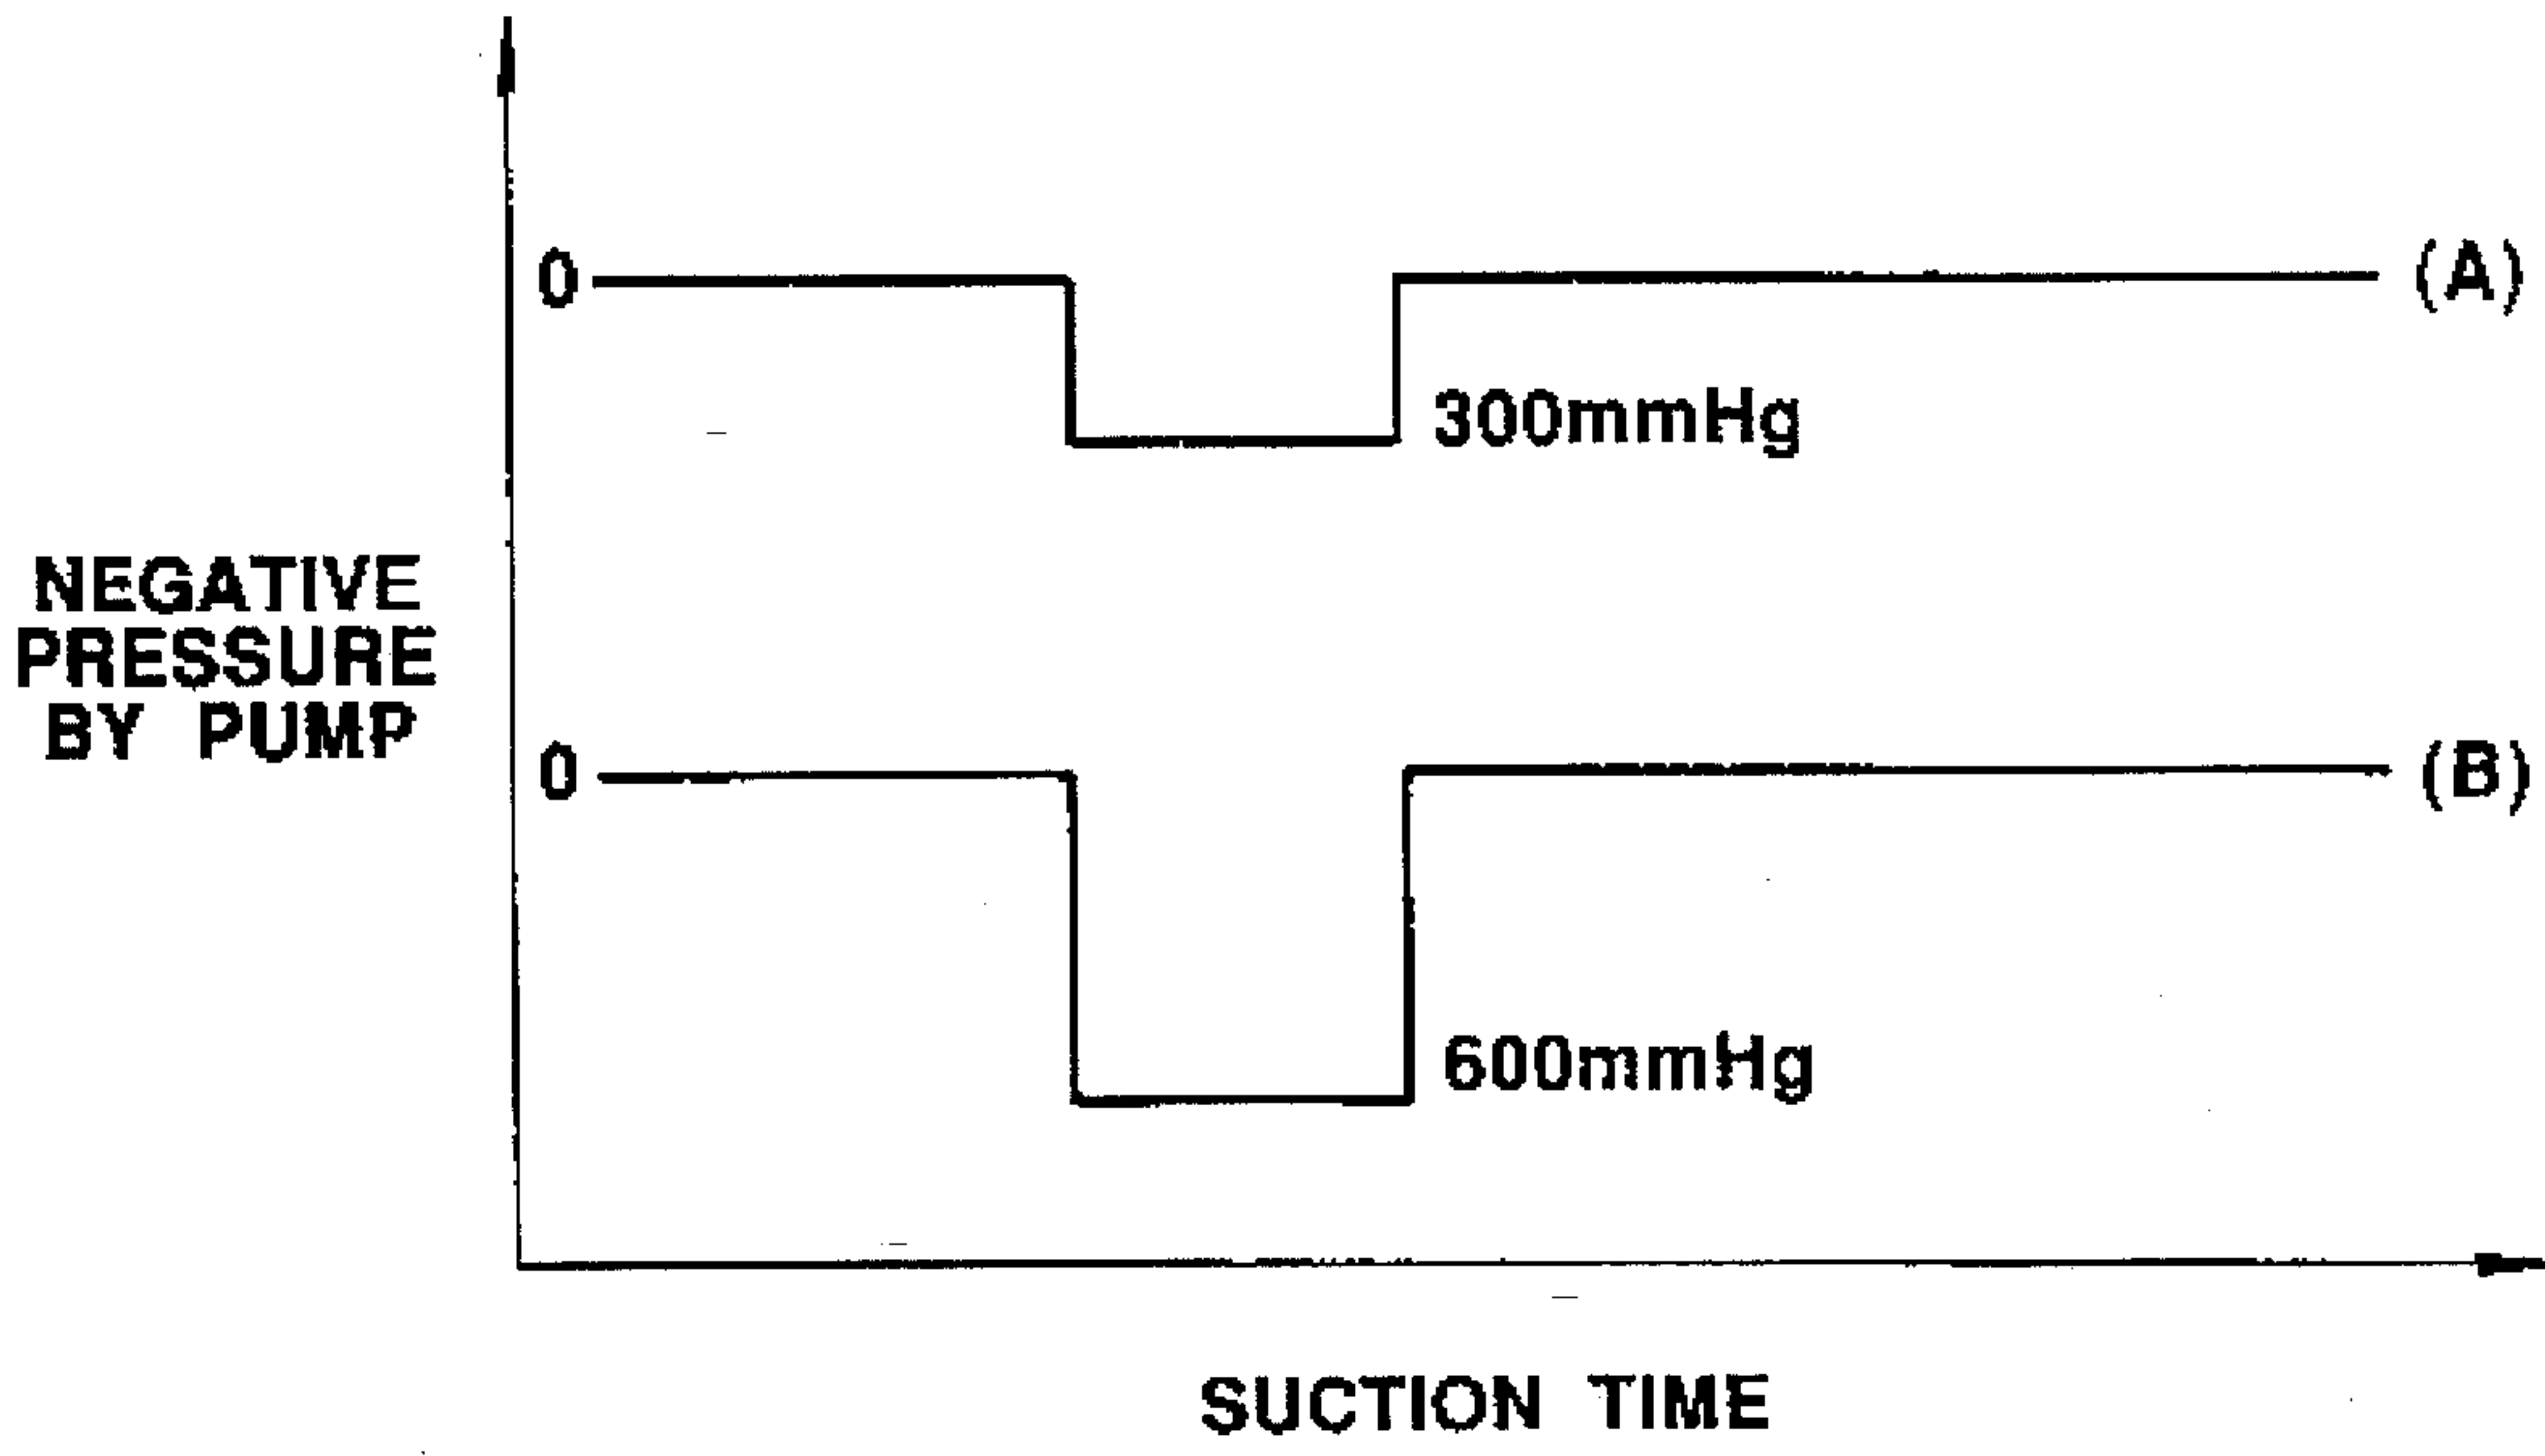 0
(A)
300mmHg
NEGATIVE
PRESSURE
BY PUMP
0
(B)
600mmHg
SUCTION TIME